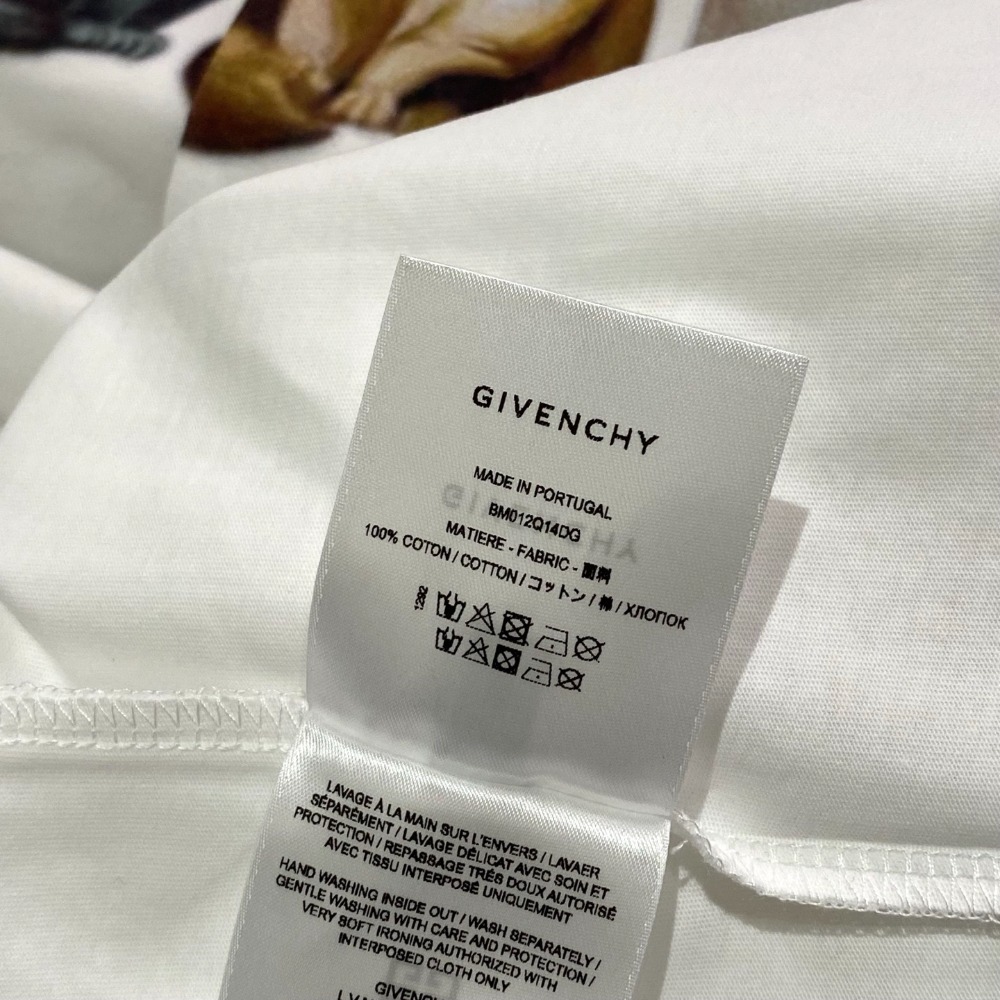 GIVENCHY
MADE IN PORTUGAL
BM012Q14DG
MATIERE - FABRIC - 面料
100% COTON / COTTON / コットン / 棉 / ХЛОПОК
1292
LAVAGE À LA MAIN SUR L'ENVERS / LAVAER
SÉPARÉMENT / LAVAGE DÉLICAT AVEC SOIN ET
PROTECTION / REPASSAGE TRÉS DOUX AUTORISÉ
AVEC TISSU INTERPOSÉ UNIQUEMENT
HAND WASHING INSIDE OUT / WASH SEPARATELY /
GENTLE WASHING WITH CARE AND PROTECTION /
VERY SOFT IRONING AUTHORIZED WITH
INTERPOSED CLOTH ONLY